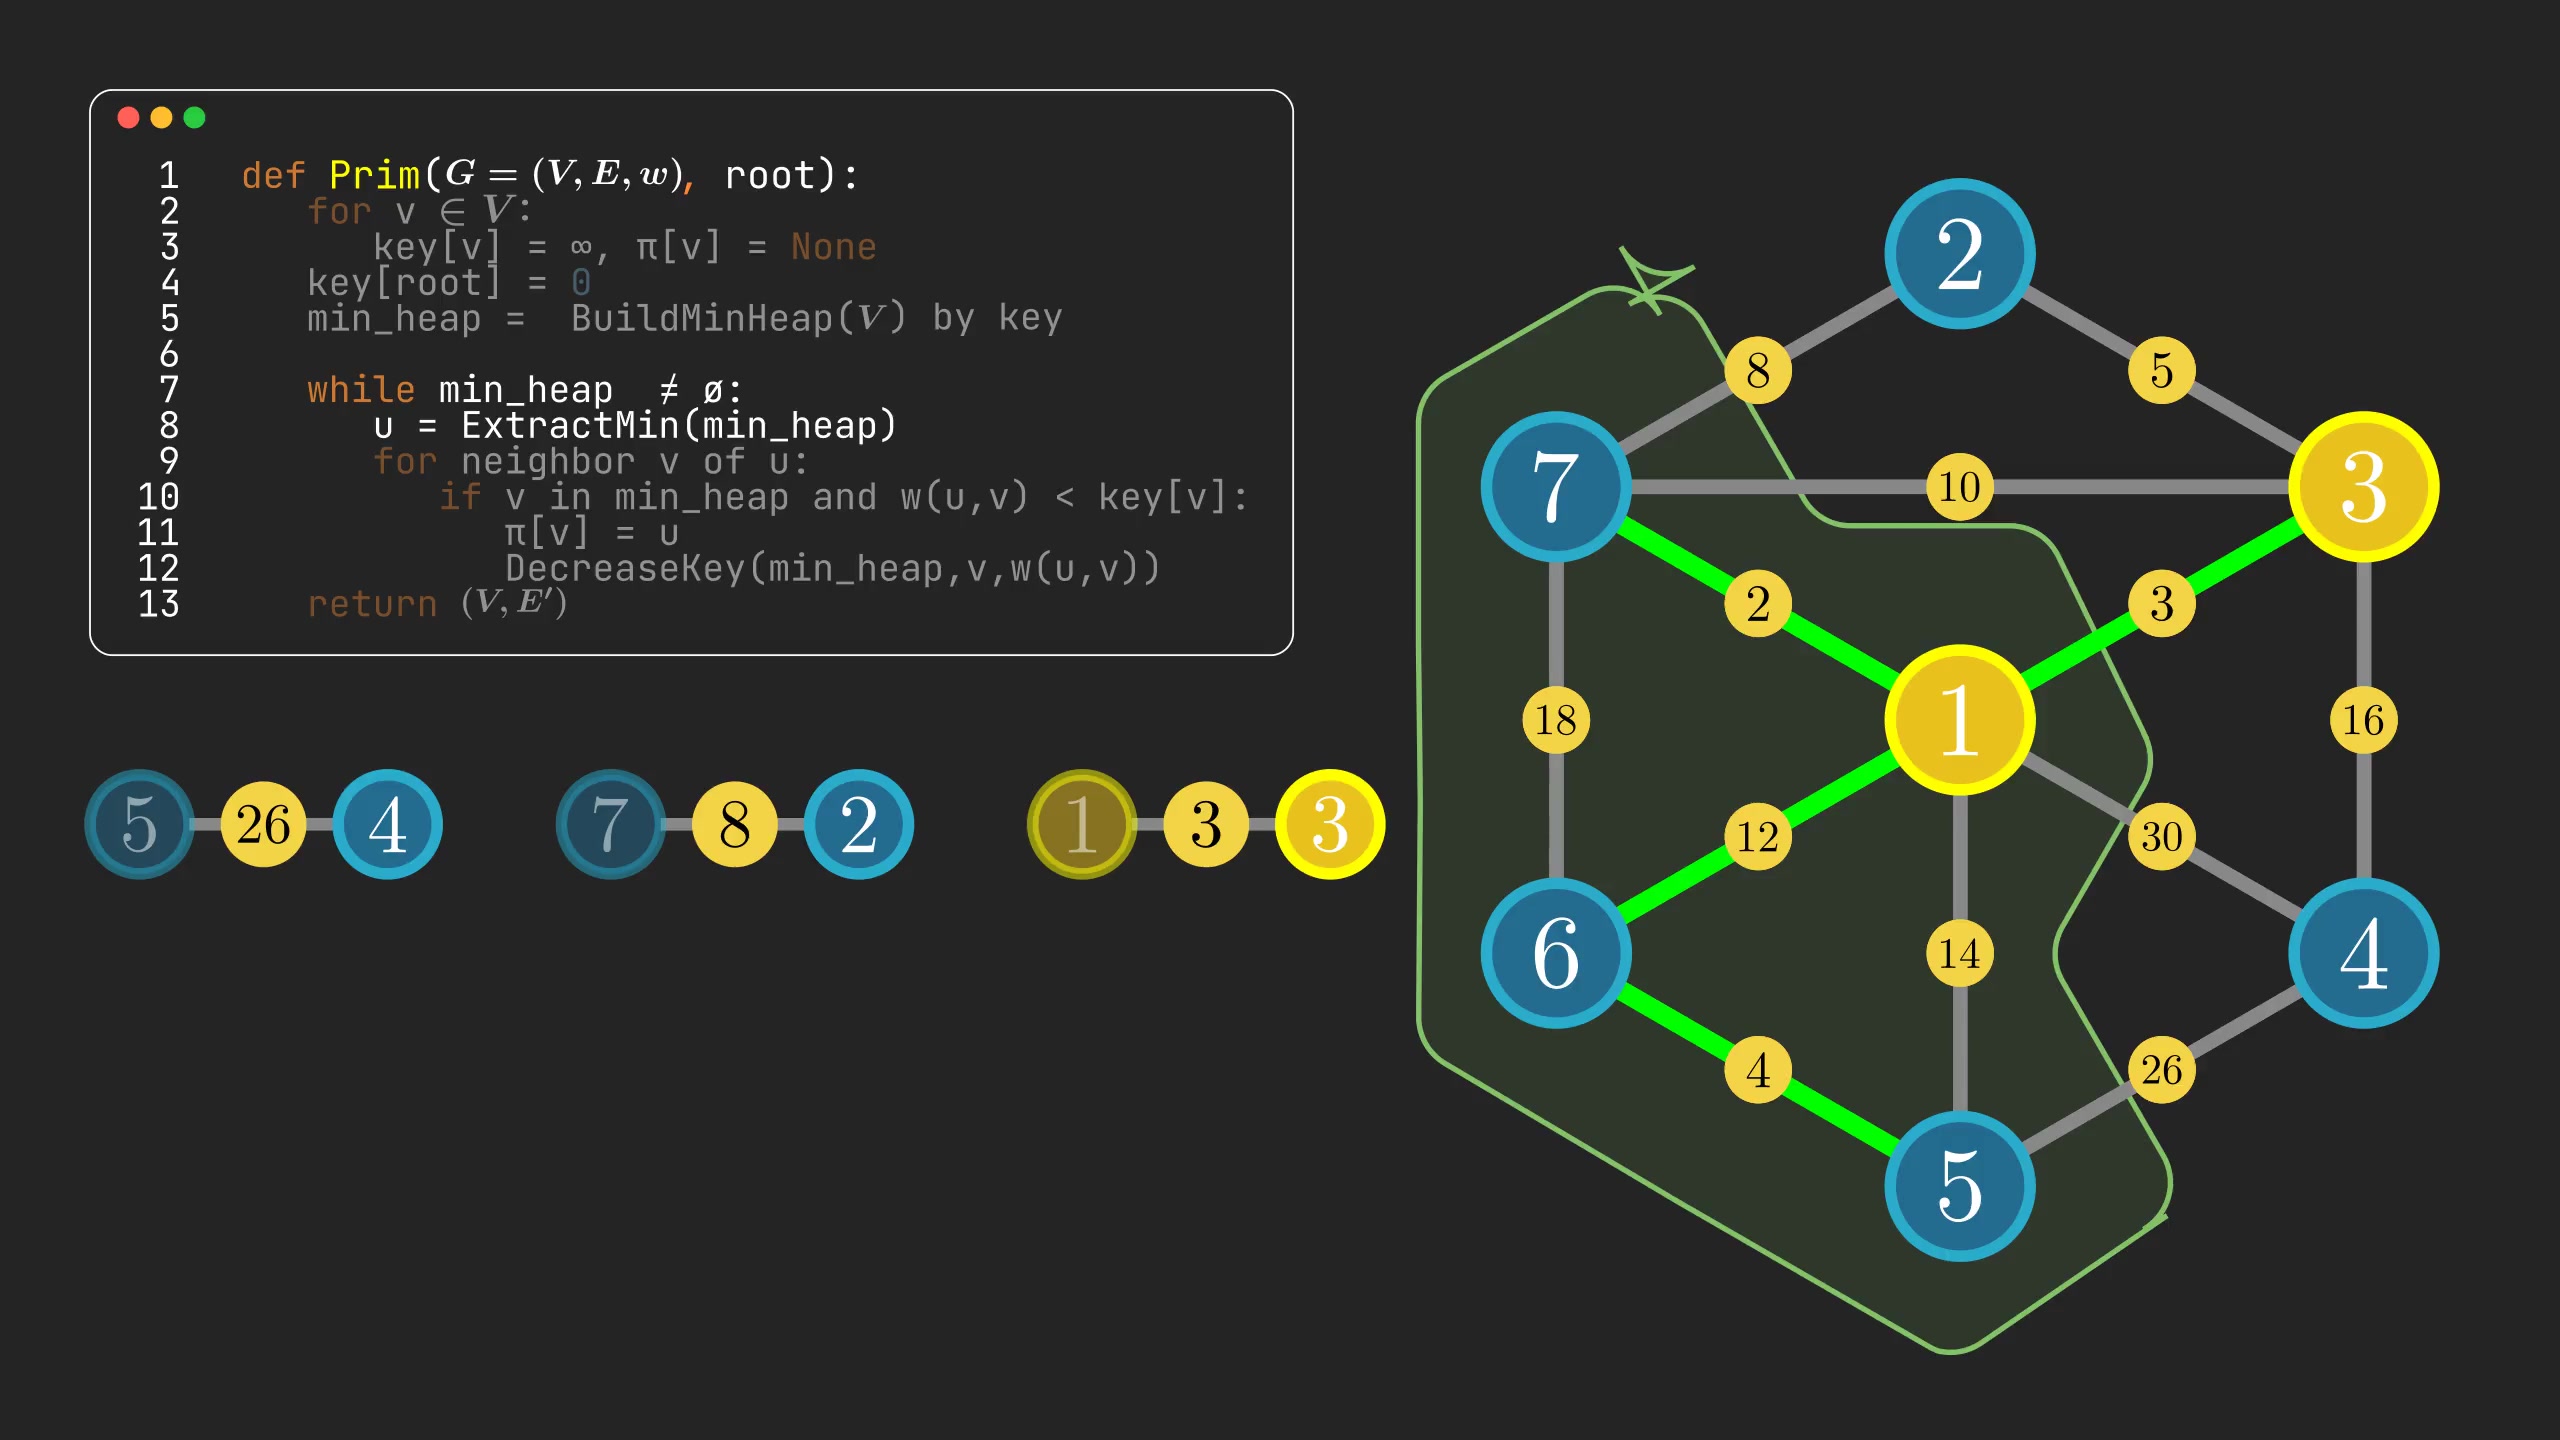 1 def Prim(G = (V, E, w), root):
2 for v ∈ V:
3 key[v] = ∞, π[v] = None
4 key[root] = 0
5 min_heap = BuildMinHeap(V) by key
6
7 while min_heap ≠ ø:
8 u = ExtractMin(min_heap)
9 for neighbor v of u:
10 if v in min_heap and w(u,v) < key[v]:
11 π[v] = u
12 DecreaseKey(min_heap,v,w(u,v))
13 return (V, E′)
5 26 4 7 8 2 1 3 3
2
8 5
7 10 3
2 3
1
18 16
12 30
6 14 4
4 26
5